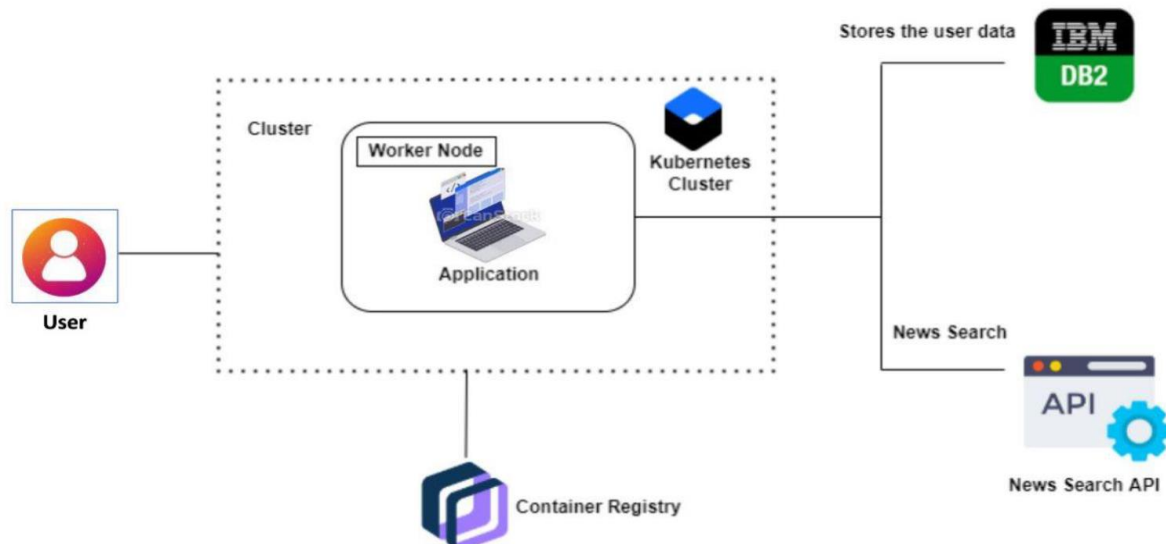 Stores the user data
IBM
DB2
Cluster
Worker Node
Kubernetes
Cluster
Application
User
News Search
API
Container Registry
News Search API